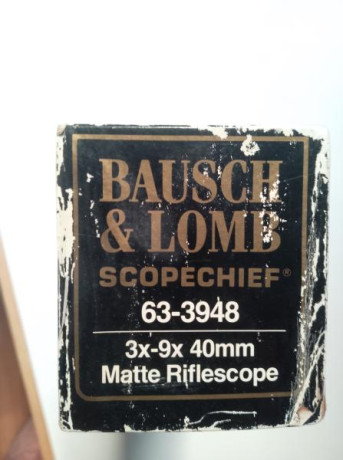 BAUSCH
& LOMB
SCOPECHIEF®
63-3948
3x-9x 40mm
Matte Riflescope